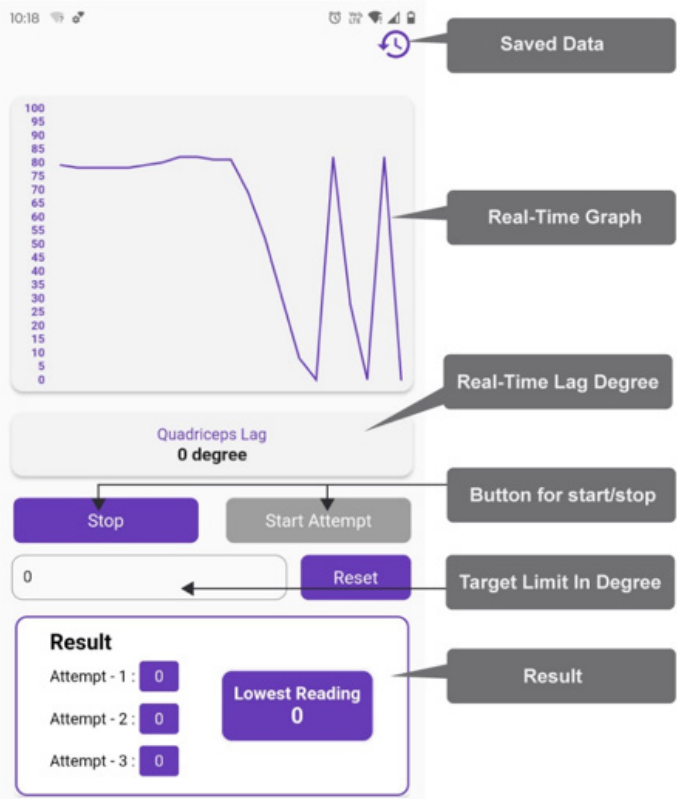 10:18
Saved Data
100
95
90
85
80
75
70
65
60
55
50
45
40
35
30
25
20
15
10
5
0
Real-Time Graph
Real-Time Lag Degree
Quadriceps Lag
0 degree
Button for start/stop
Stop
Start Attempt
0
Reset
Target Limit In Degree
Result
Attempt - 1 : 0
Attempt - 2 : 0
Attempt - 3 : 0
Lowest Reading
0
Result